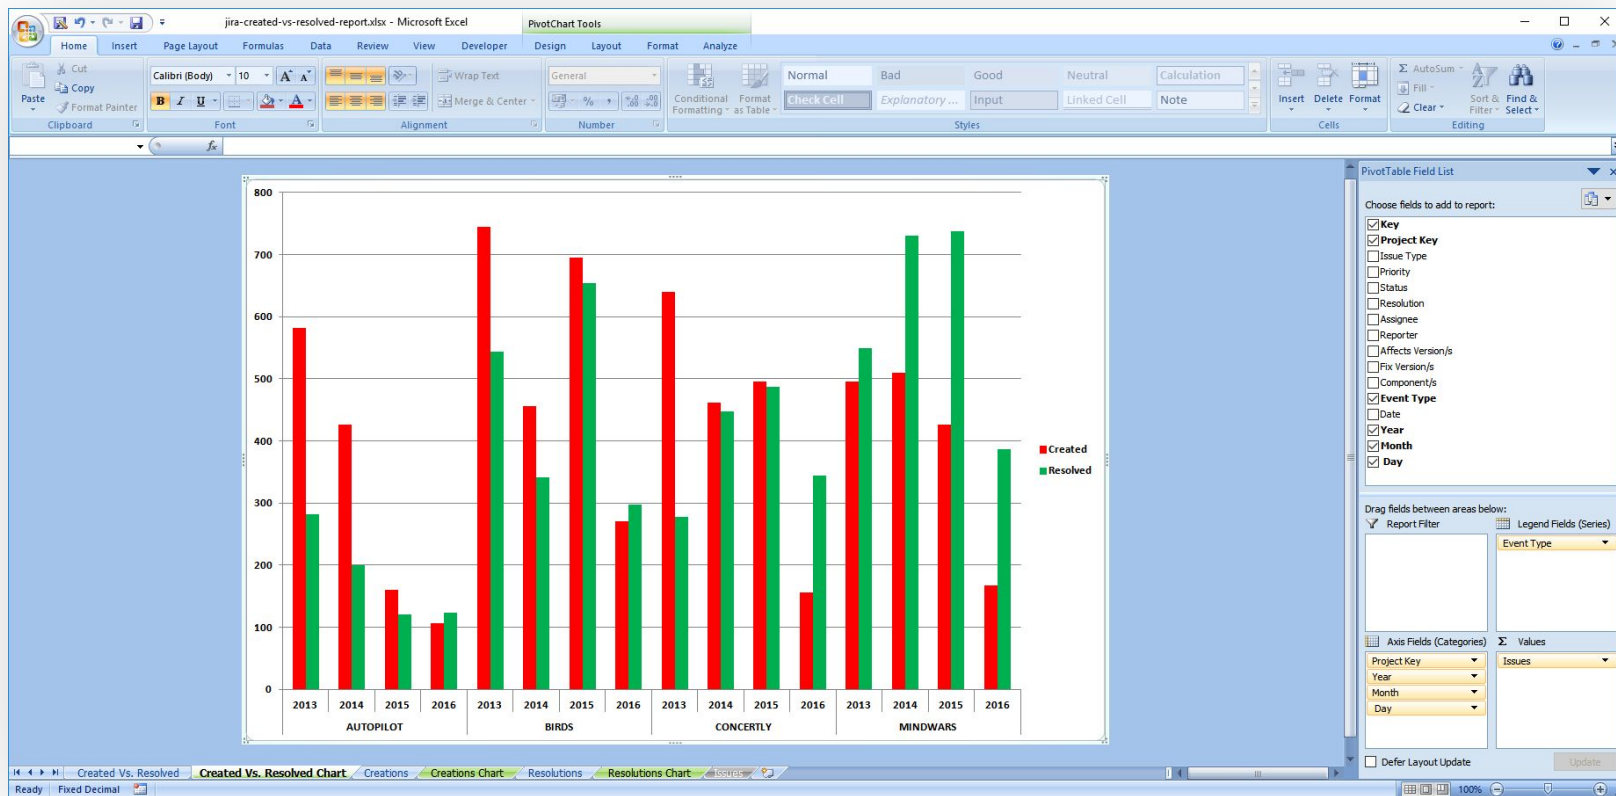 jira-created-vs-resolved-report.xlsx - Microsoft Excel
PivotChart Tools
Home Insert Page Layout Formulas Data Review View Developer Design Layout Format Analyze
Cut
Copy
Format Painter
Paste
Clipboard
Calibri (Body) 10
B I U
Font
Wrap Text
Merge & Center
Alignment
General
% ,
Number
Conditional Formatting
Format as Table
Normal Bad Good Neutral Calculation
Check Cell Explanatory ... Input Linked Cell Note
Styles
Insert Delete Format
Cells
Σ AutoSum
Fill
Clear
Sort & Filter
Find & Select
Editing
fx
800
700
600
500
400
300
200
100
0
2013 2014 2015 2016 2013 2014 2015 2016 2013 2014 2015 2016 2013 2014 2015 2016
AUTOPILOT BIRDS CONCERTLY MINDWARS
Created
Resolved
PivotTable Field List
Choose fields to add to report:
Key
Project Key
Issue Type
Priority
Status
Resolution
Assignee
Reporter
Affects Version/s
Fix Version/s
Component/s
Event Type
Date
Year
Month
Day
Drag fields between areas below:
Report Filter
Legend Fields (Series)
Event Type
Axis Fields (Categories)
Σ Values
Project Key
Issues
Year
Month
Day
Defer Layout Update
Update
Created Vs. Resolved Created Vs. Resolved Chart Creations Creations Chart Resolutions Resolutions Chart Issues
Ready Fixed Decimal
100%